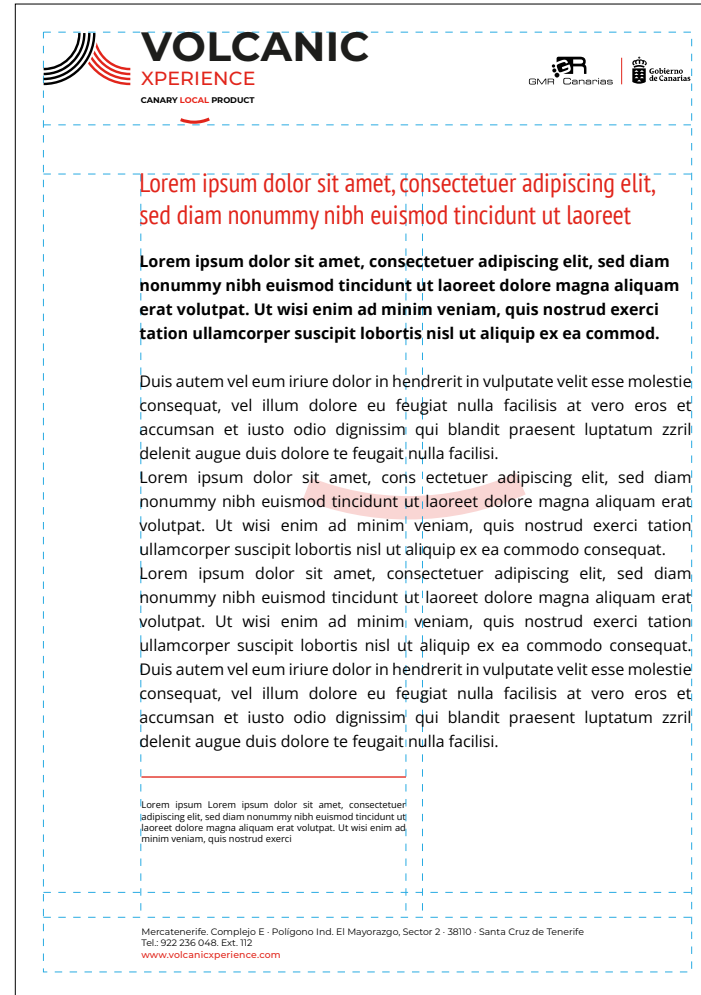 VOLCANIC
XPERIENCE
CANARY LOCAL PRODUCT
GMR Canarias
Gobierno
de Canarias
Lorem ipsum dolor sit amet, consectetuer adipiscing elit,
sed diam nonummy nibh euismod tincidunt ut laoreet
Lorem ipsum dolor sit amet, consectetuer adipiscing elit, sed diam
nonummy nibh euismod tincidunt ut laoreet dolore magna aliquam
erat volutpat. Ut wisi enim ad minim veniam, quis nostrud exerci
tation ullamcorper suscipit lobortis nisl ut aliquip ex ea commod.
Duis autem vel eum iriure dolor in hendrerit in vulputate velit esse molestie
consequat, vel illum dolore eu feugiat nulla facilisis at vero eros et
accumsan et iusto odio dignissim qui blandit praesent luptatum zzril
delenit augue duis dolore te feugait nulla facilisi.
Lorem ipsum dolor sit amet, cons ectetuer adipiscing elit, sed diam
nonummy nibh euismod tincidunt ut laoreet dolore magna aliquam erat
volutpat. Ut wisi enim ad minim veniam, quis nostrud exerci tation
ullamcorper suscipit lobortis nisl ut aliquip ex ea commodo consequat.
Lorem ipsum dolor sit amet, consectetuer adipiscing elit, sed diam
nonummy nibh euismod tincidunt ut laoreet dolore magna aliquam erat
volutpat. Ut wisi enim ad minim veniam, quis nostrud exerci tation
ullamcorper suscipit lobortis nisl ut aliquip ex ea commodo consequat.
Duis autem vel eum iriure dolor in hendrerit in vulputate velit esse molestie
consequat, vel illum dolore eu feugiat nulla facilisis at vero eros et
accumsan et iusto odio dignissim qui blandit praesent luptatum zzril
delenit augue duis dolore te feugait nulla facilisi.
Lorem ipsum Lorem ipsum dolor sit amet, consectetuer
adipiscing elit, sed diam nonummy nibh euismod tincidunt ut
laoreet dolore magna aliquam erat volutpat. Ut wisi enim ad
minim veniam, quis nostrud exerci
Mercatenerife. Complejo E · Polígono Ind. El Mayorazgo, Sector 2 · 38110 · Santa Cruz de Tenerife
Tel.: 922 236 048. Ext. 112
www.volcanicxperience.com